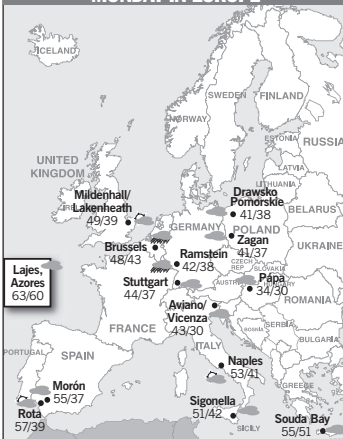 MONDAY IN EUROPE
ICELAND
SWEDEN
FINLAND
NORWAY
ESTONIA
RUSSIA
LATVIA
LITHUANIA
UNITED
KINGDOM
Mildenhall/
Lakenheath
49/39
Drawsko
Pomorskie
41/38
BELARUS
GERMANY
POLAND
Zagan
41/37
UKRAINE
Brussels
48/43
Ramstein
42/38
CZECH
REP
SLOVAKIA
Lajes,
Azores
63/60
Stuttgart
44/37
Pápa
34/30
HUNGARY
ROMANIA
Aviano/
Vicenza
43/30
FRANCE
BOSNIA
SERBIA
BULGARIA
ITALY
PORTUGAL
SPAIN
Naples
53/41
Morón
55/37
GREECE
Rota
57/39
Sigonella
51/42
SICILY
Souda Bay
55/51